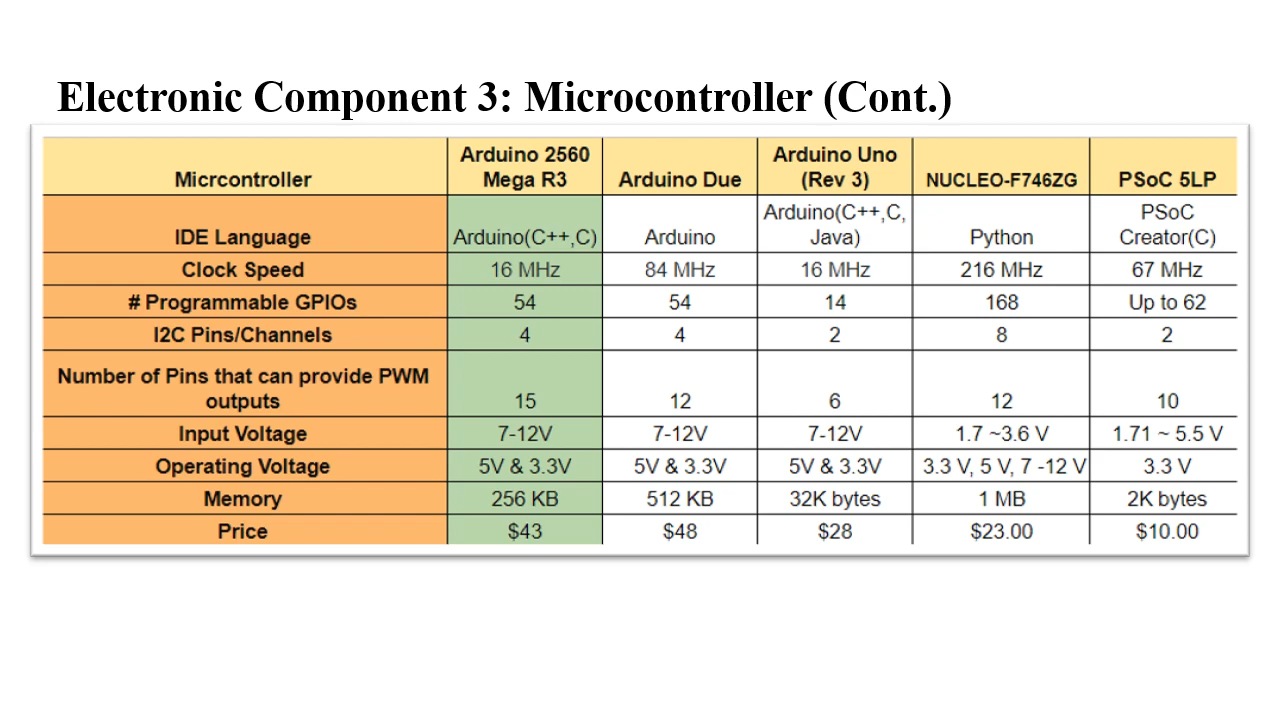 Electronic Component 3: Microcontroller (Cont.)
Micrcontroller Arduino 2560 Mega R3 Arduino Due Arduino Uno (Rev 3) NUCLEO-F746ZG PSoC 5LP
IDE Language Arduino(C++,C) Arduino Arduino(C++,C, Java) Python PSoC Creator(C)
Clock Speed 16 MHz 84 MHz 16 MHz 216 MHz 67 MHz
# Programmable GPIOs 54 54 14 168 Up to 62
I2C Pins/Channels 4 4 2 8 2
Number of Pins that can provide PWM outputs 15 12 6 12 10
Input Voltage 7-12V 7-12V 7-12V 1.7 ~3.6 V 1.71 ~ 5.5 V
Operating Voltage 5V & 3.3V 5V & 3.3V 5V & 3.3V 3.3 V, 5 V, 7 -12 V 3.3 V
Memory 256 KB 512 KB 32K bytes 1 MB 2K bytes
Price $43 $48 $28 $23.00 $10.00